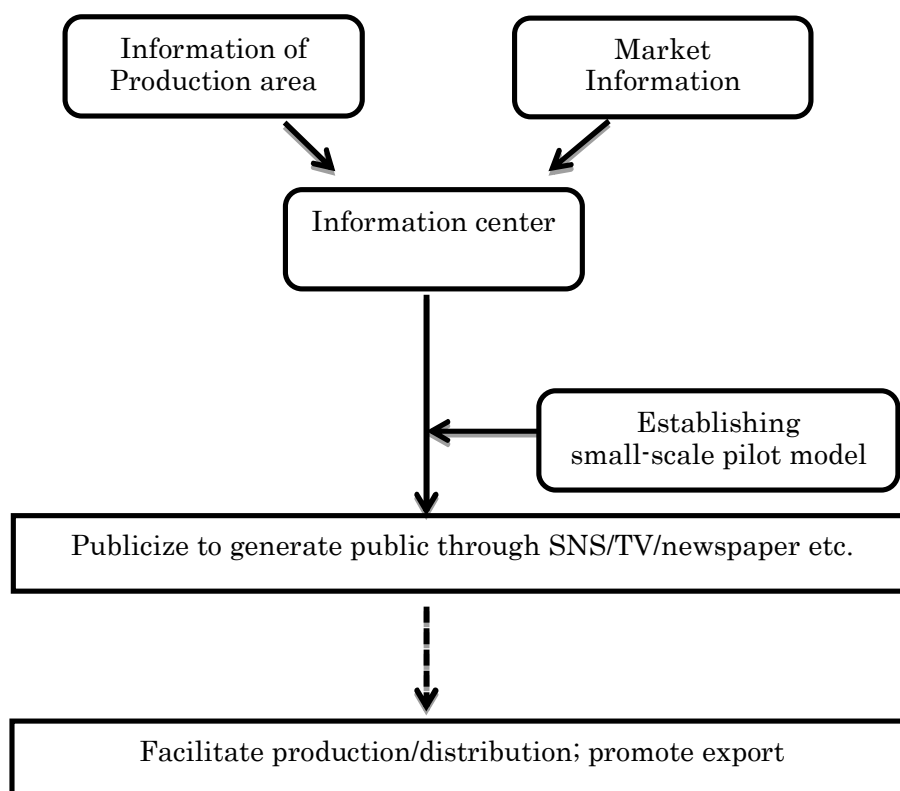 Information of
Production area
Market
Information
Information center
Establishing
small-scale pilot model
Publicize to generate public through SNS/TV/newspaper etc.
Facilitate production/distribution; promote export